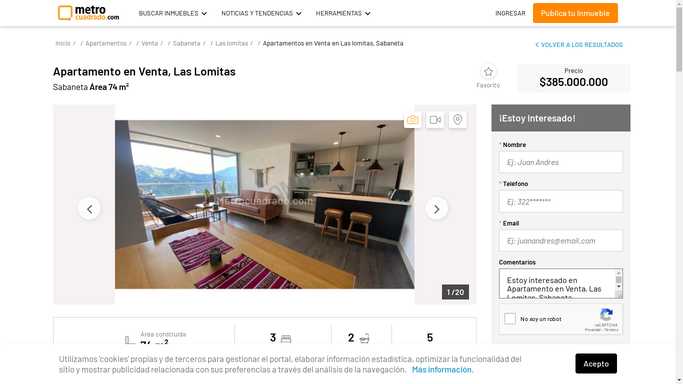 metro
cuadrado.com
BUSCAR INMUEBLES
NOTICIAS Y TENDENCIAS
HERRAMIENTAS
INGRESAR
Publica tu inmueble
Inicio / / Apartamentos / / Venta / / Sabaneta / / Las lomitas / / Apartamentos en Venta en Las lomitas, Sabaneta
VOLVER A LOS RESULTADOS
Apartamento en Venta, Las Lomitas
Sabaneta Área 74 m²
Favorito
Precio
$385.000.000
metrocuadrado.com
1 / 20
¡Estoy Interesado!
* Nombre
Ej: Juan Andres
* Teléfono
Ej: 322*******
* Email
Ej: juanandres@email.com
Comentarios
Estoy interesado en
Apartamento en Venta, Las
Lomitas, Sabaneta
No soy un robot
reCAPTCHA
Privacidad - Términos
Área construida
74 m²
3
2
5
Utilizamos 'cookies' propias y de terceros para gestionar el portal, elaborar información estadística, optimizar la funcionalidad del
sitio y mostrar publicidad relacionada con sus preferencias a través del análisis de la navegación. Más información.
Acepto